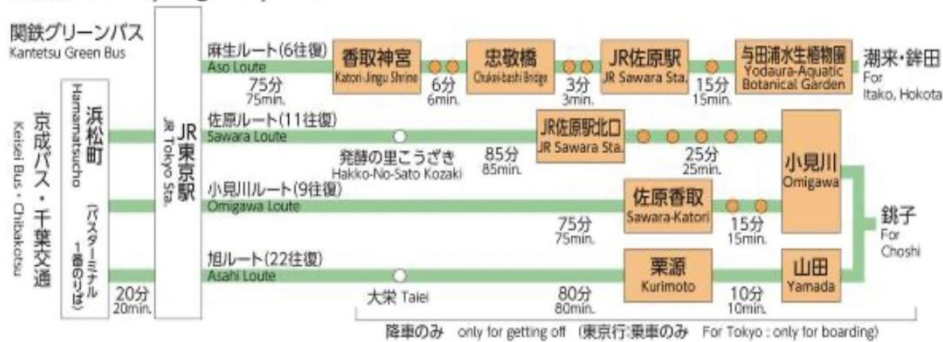 関鉄グリーンバス
Kantetsu Green Bus
麻生ルート(6往復)
Aso Loute
75分
75min.
香取神宮
Katori-Jingu Shrine
6分
6min.
忠敬橋
Chukei-bashi Bridge
3分
3min.
JR佐原駅
JR Sawara Sta.
15分
15min.
与田浦水生植物園
Yodaura-Aquatic
Botanical Garden
潮来・鉾田
For
Itako, Hokota
京成バス・千葉交通
Keisei Bus・Chibakotsu
浜松町
Hamamatsucho
(バスターミナル
1番のりば)
20分
20min.
JR東京駅
JR Tokyo Sta.
佐原ルート(11往復)
Sawara Loute
発酵の里こうざき
Hakko-No-Sato Kozaki
85分
85min.
JR佐原駅北口
JR Sawara Sta.
25分
25min.
小見川
Omigawa
小見川ルート(9往復)
Omigawa Loute
75分
75min.
佐原香取
Sawara-Katori
15分
15min.
銚子
For
Choshi
旭ルート(22往復)
Asahi Loute
大栄 Taiei
80分
80min.
栗源
Kurimoto
10分
10min.
山田
Yamada
降車のみ only for getting off (東京行:乗車のみ For Tokyo : only for boarding)